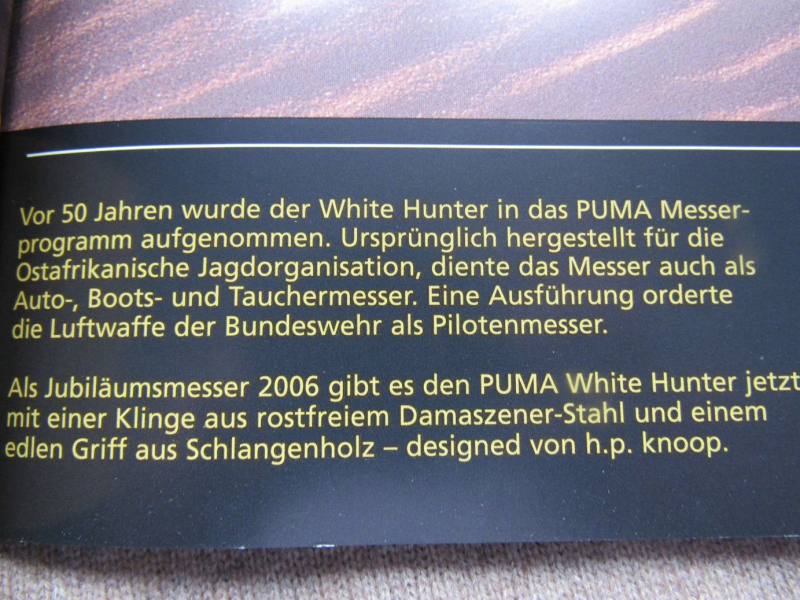 Vor 50 Jahren wurde der White Hunter in das PUMA Messer-
programm aufgenommen. Ursprünglich hergestellt für die
Ostafrikanische Jagdorganisation, diente das Messer auch als
Auto-, Boots- und Tauchermesser. Eine Ausführung orderte
die Luftwaffe der Bundeswehr als Pilotenmesser.
Als Jubiläumsmesser 2006 gibt es den PUMA White Hunter jetzt
mit einer Klinge aus rostfreiem Damaszener-Stahl und einem
edlen Griff aus Schlangenholz – designed von h.p. knoop.